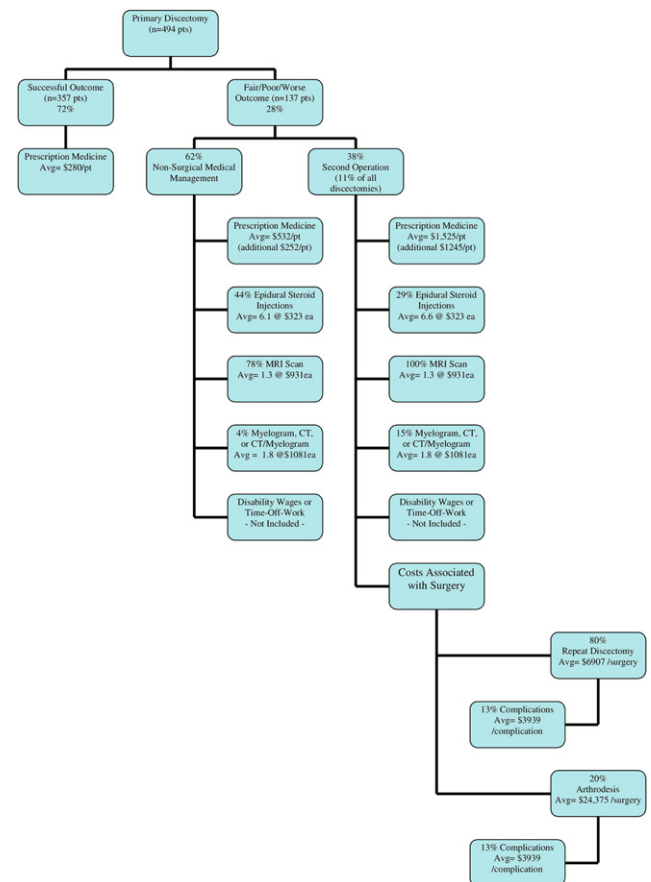 Primary Discectomy
(n=494 pts)
Successful Outcome
(n=357 pts)
72%
Fair/Poor/Worse
Outcome (n=137 pts)
28%
Prescription Medicine
Avg= $280/pt
62%
Non-Surgical Medical
Management
38%
Second Operation
(11% of all
discectomies)
Prescription Medicine
Avg= $532/pt
(additional $252/pt)
Prescription Medicine
Avg= $1,525/pt
(additional $1245/pt)
44% Epidural Steroid
Injections
Avg= 6.1 @ $323 ea
29% Epidural Steroid
Injections
Avg= 6.6 @ $323 ea
78% MRI Scan
Avg= 1.3 @ $931ea
100% MRI Scan
Avg= 1.3 @ $931ea
4% Myelogram, CT,
or CT/Myelogram
Avg = 1.8 @$1081ea
15% Myelogram, CT,
or CT/Myelogram
Avg= 1.8 @ $1081ea
Disability Wages or
Time-Off-Work
- Not Included -
Disability Wages or
Time-Off-Work
- Not Included -
Costs Associated
with Surgery
80%
Repeat Discectomy
Avg= $6907 /surgery
13% Complications
Avg= $3939
/complication
20%
Arthrodesis
Avg= $24,375 /surgery
13% Complications
Avg= $3939
/complication